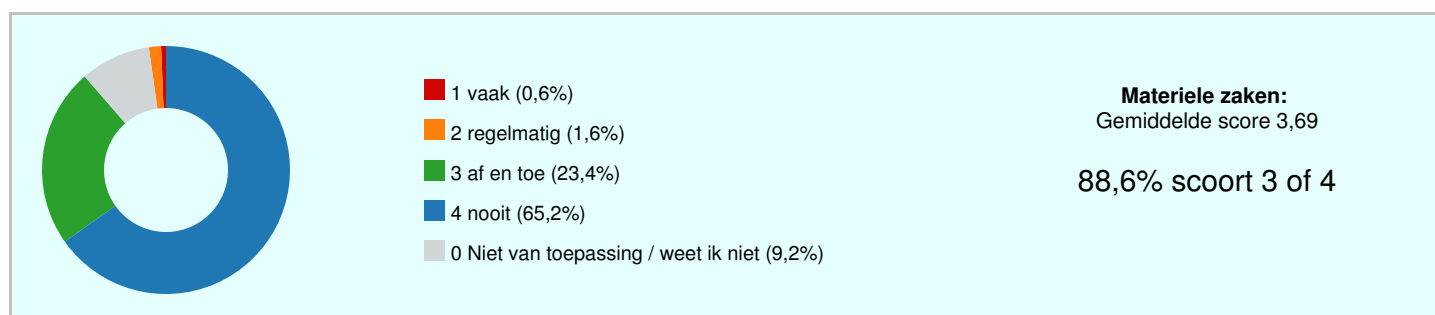 1 vaak (0,6%)
2 regelmatig (1,6%)
3 af en toe (23,4%)
4 nooit (65,2%)
0 Niet van toepassing / weet ik niet (9,2%)
Materiele zaken:
Gemiddelde score 3,69
88,6% scoort 3 of 4